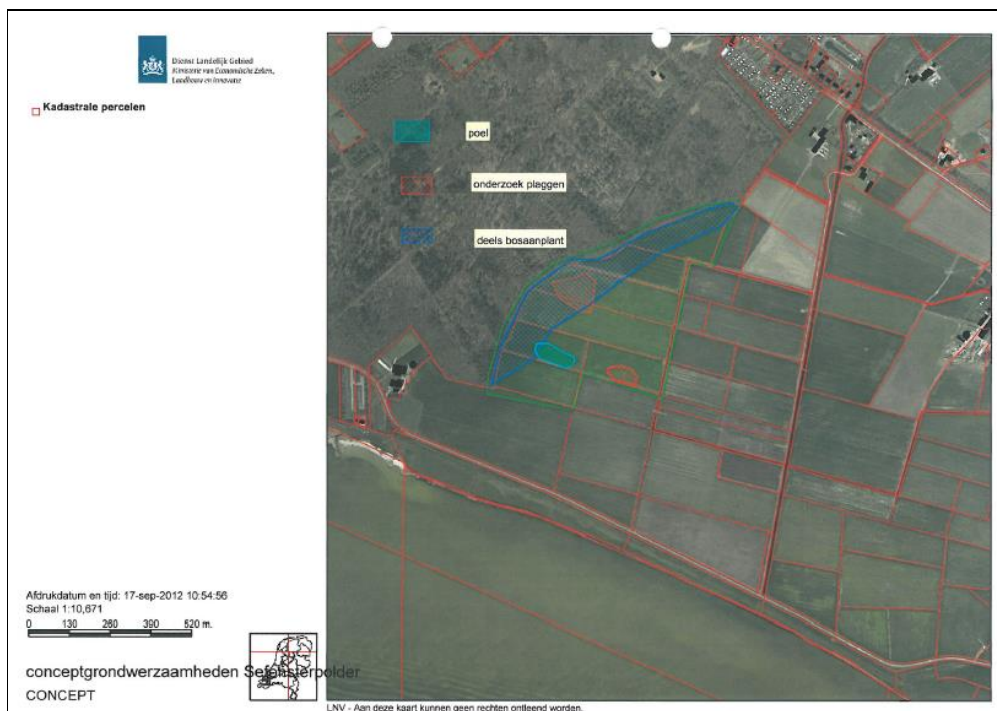 Dienst Landelijk Gebied
Ministerie van Economische Zaken,
Landbouw en Innovatie
Kadastrale percelen
poel
onderzoek plaggen
deels bosaanplant
Afdrukdatum en tijd: 17-sep-2012 10:54:56
Schaal 1:10,671
0 130 260 390 520 m.
conceptgrondwerzaamheden
CONCEPT
LNV - Aan deze kaart kunnen geen rechten ontleend worden.